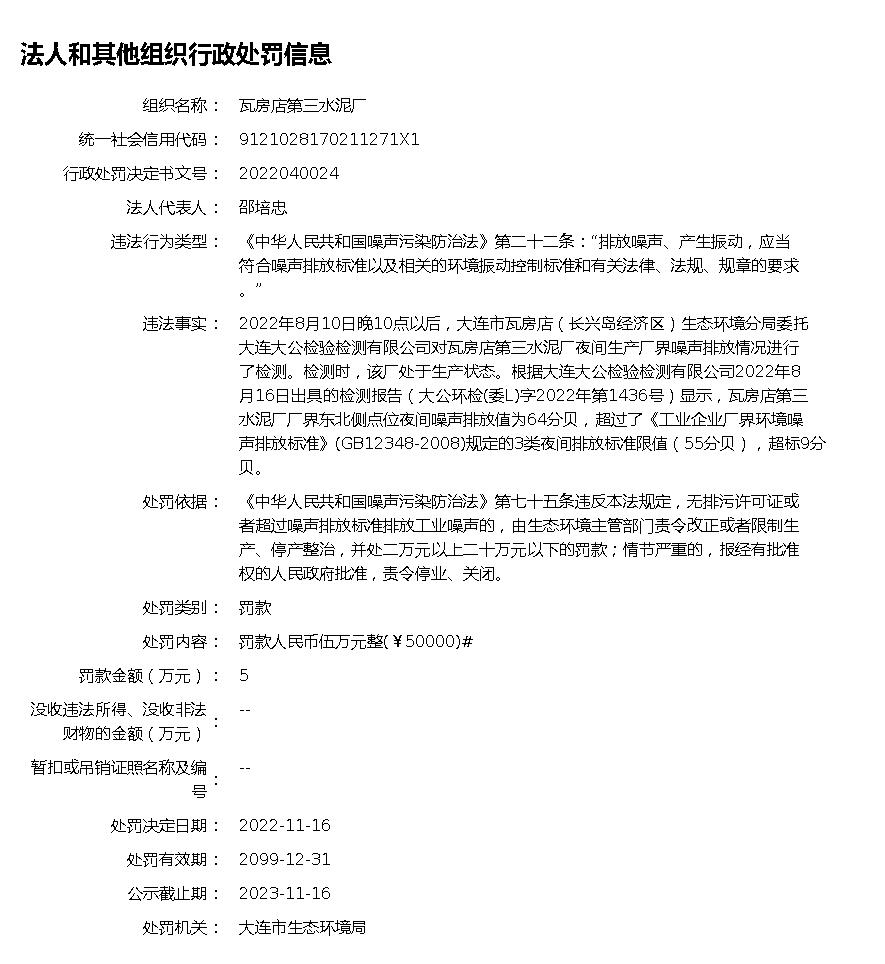 法人和其他组织行政处罚信息
组织名称： 瓦房店第三水泥厂
统一社会信用代码： 9121028170211271X1
行政处罚决定书文号： 2022040024
法人代表人： 邵培忠
违法行为类型： 《中华人民共和国噪声污染防治法》第二十二条：“排放噪声、产生振动，应当
符合噪声排放标准以及相关的环境振动控制标准和有关法律、法规、规章的要求
。”
违法事实： 2022年8月10日晚10点以后，大连市瓦房店（长兴岛经济区）生态环境分局委托
大连大公检验检测有限公司对瓦房店第三水泥厂夜间生产厂界噪声排放情况进行
了检测。检测时，该厂处于生产状态。根据大连大公检验检测有限公司2022年8
月16日出具的检测报告（大公环检(委L)字2022年第1436号）显示，瓦房店第三
水泥厂厂界东北侧点位夜间噪声排放值为64分贝，超过了《工业企业厂界环境噪
声排放标准》(GB12348-2008)规定的3类夜间排放标准限值（55分贝），超标9分
贝。
处罚依据： 《中华人民共和国噪声污染防治法》第七十五条违反本法规定，无排污许可证或
者超过噪声排放标准排放工业噪声的，由生态环境主管部门责令改正或者限制生
产、停产整治，并处二万元以上二十万元以下的罚款；情节严重的，报经有批准
权的人民政府批准，责令停业、关闭。
处罚类别： 罚款
处罚内容： 罚款人民币伍万元整(￥50000)#
罚款金额（万元）： 5
没收违法所得、没收非法
财物的金额（万元）： --
暂扣或吊销证照名称及编
号： --
处罚决定日期： 2022-11-16
处罚有效期： 2099-12-31
公示截止期： 2023-11-16
处罚机关： 大连市生态环境局